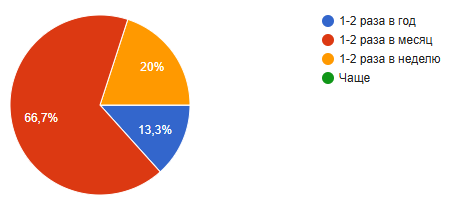 20%
66,7%
13,3%
1-2 раза в год
1-2 раза в месяц
1-2 раза в неделю
Чаще